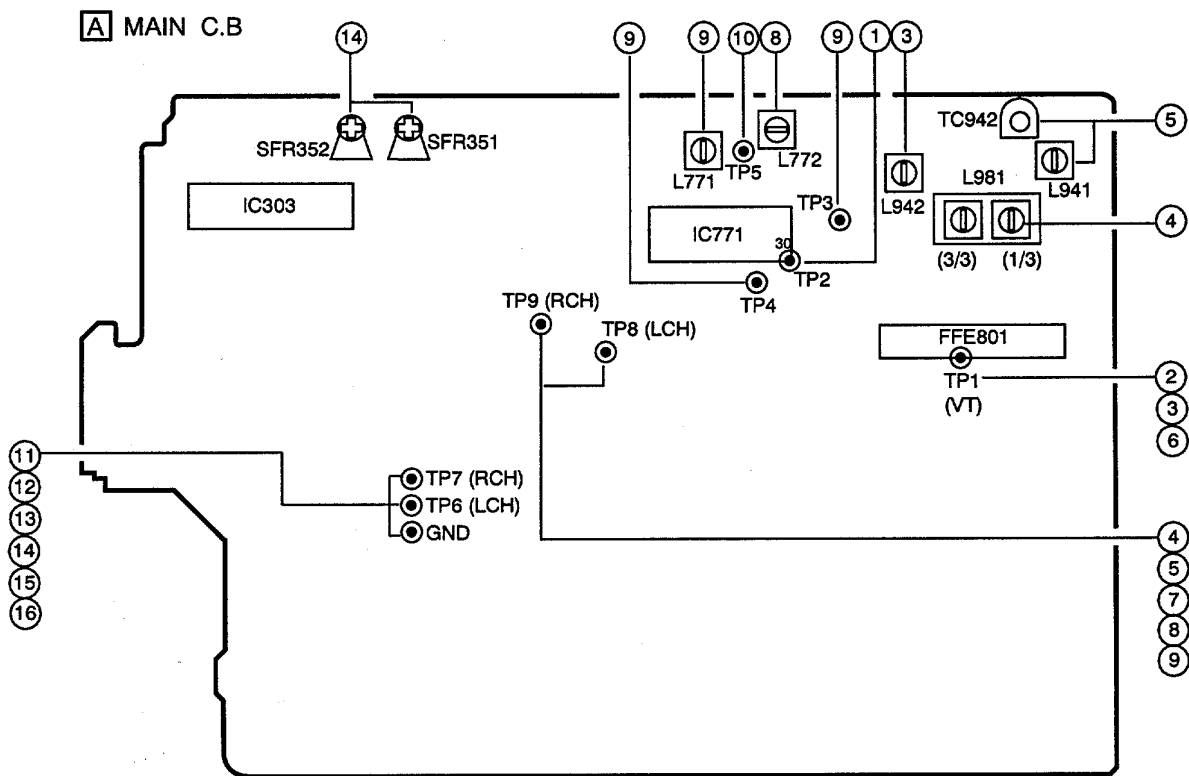 A MAIN C.B
14
9
9
10
8
1
3
9
SFR352
SFR351
L771
TP5
L772
TC942
5
L942
L981
L941
IC303
IC771
TP3
4
30
TP2
(3/3)
(1/3)
9
TP4
TP9 (RCH)
TP8 (LCH)
FFE801
TP1
(VT)
2
3
6
11
12
13
14
15
16
TP7 (RCH)
TP6 (LCH)
GND
4
5
7
8
9